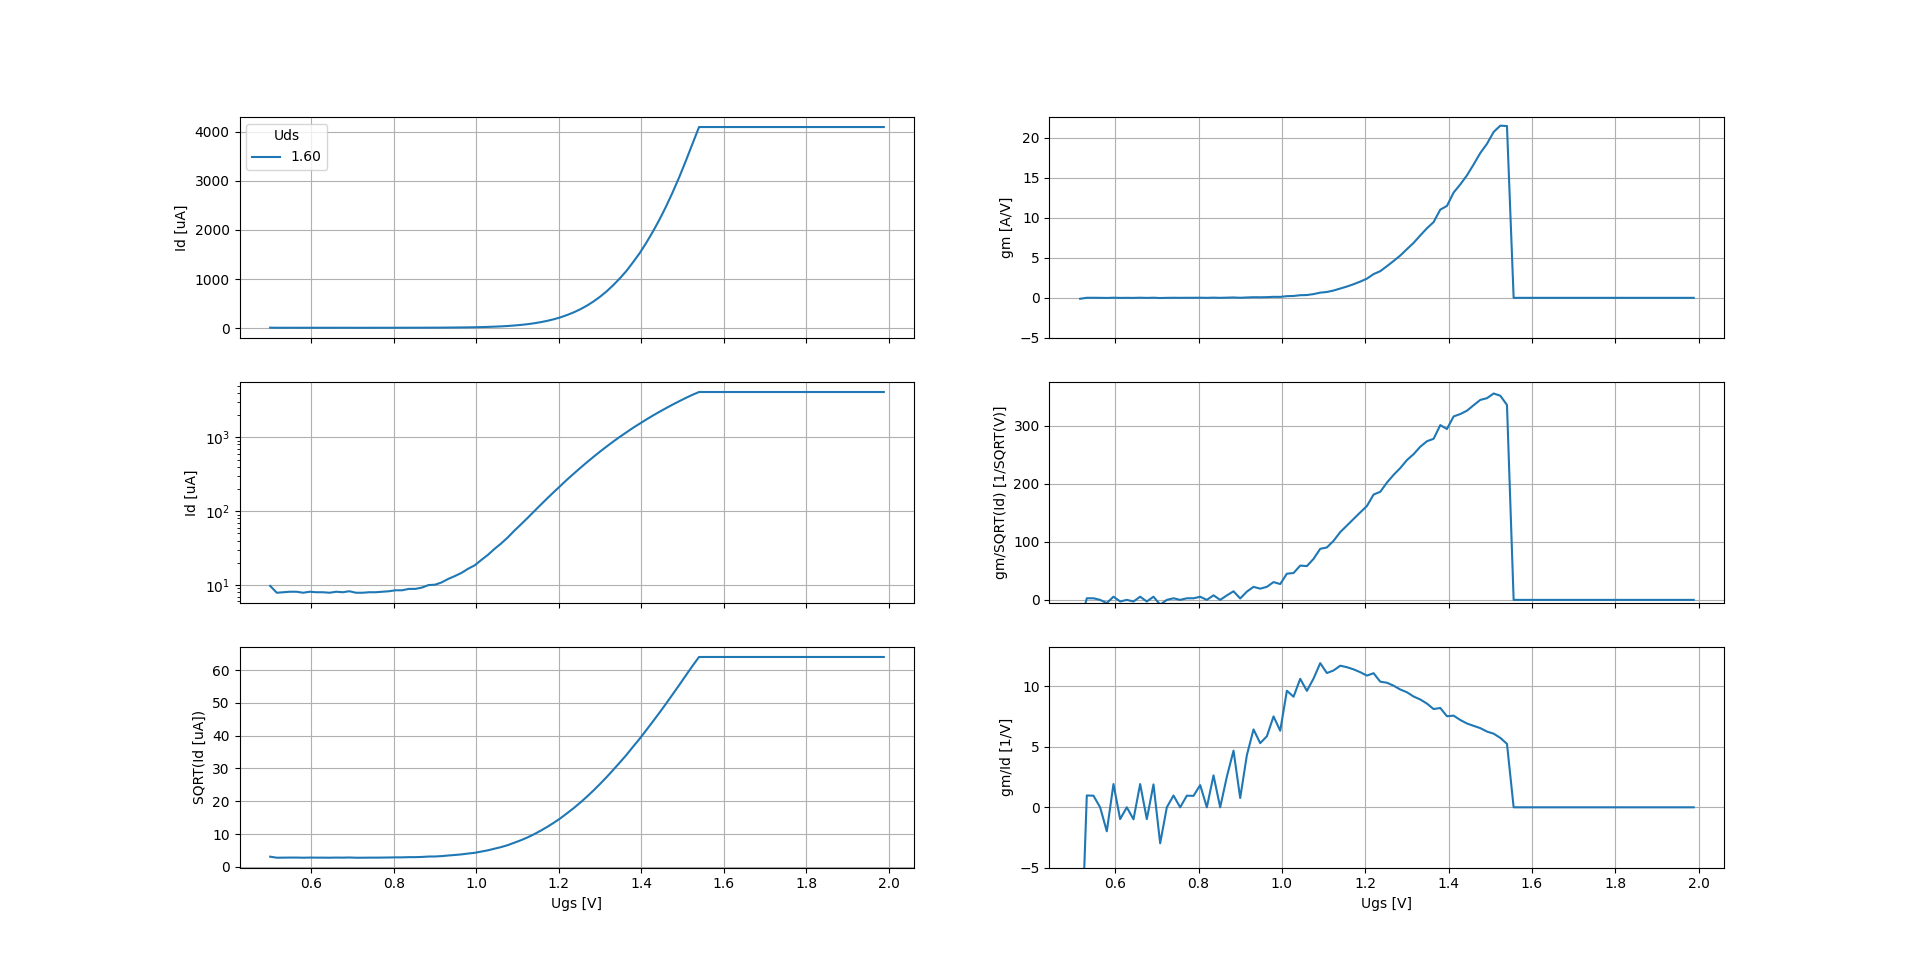 Uds
1.60
4000
3000
2000
1000
0
Id [uA]
20
15
10
5
0
−5
gm [A/V]
10³
10²
10¹
Id [uA]
300
200
100
0
gm/SQRT(Id) [1/SQRT(V)]
60
50
40
30
20
10
0
SQRT(Id [uA])
0.6 0.8 1.0 1.2 1.4 1.6 1.8 2.0
Ugs [V]
10
5
0
−5
gm/Id [1/V]
0.6 0.8 1.0 1.2 1.4 1.6 1.8 2.0
Ugs [V]